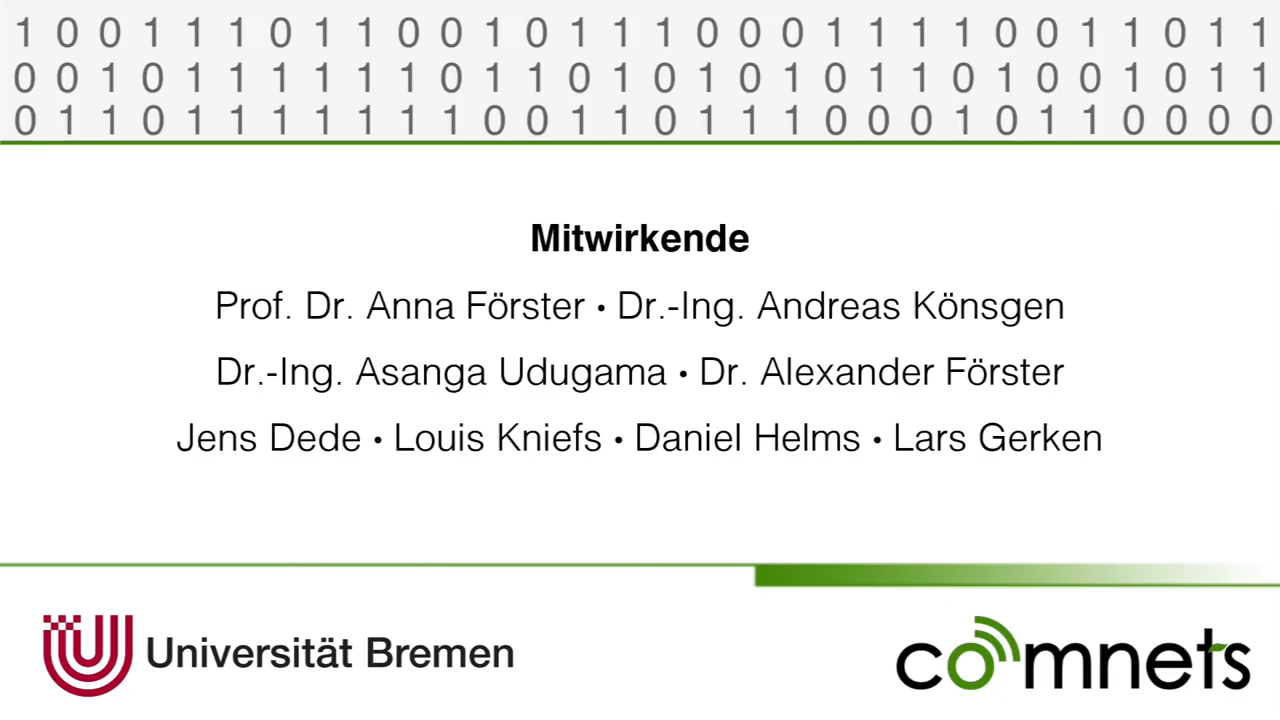 1 0 0 1 1 1 0 1 1 0 0 1 0 1 1 1 0 0 0 1 1 1 1 0 0 1 1 0 1 1
0 0 1 0 1 1 1 1 1 1 0 1 1 0 1 0 1 0 1 0 1 1 0 1 0 0 1 0 1 1
0 1 1 0 1 1 1 1 1 1 1 0 0 1 1 0 1 1 1 0 0 0 1 0 1 1 0 0 0 0
Mitwirkende
Prof. Dr. Anna Förster • Dr.-Ing. Andreas Könsgen
Dr.-Ing. Asanga Udugama • Dr. Alexander Förster
Jens Dede • Louis Kniefs • Daniel Helms • Lars Gerken
Universität Bremen
comnets